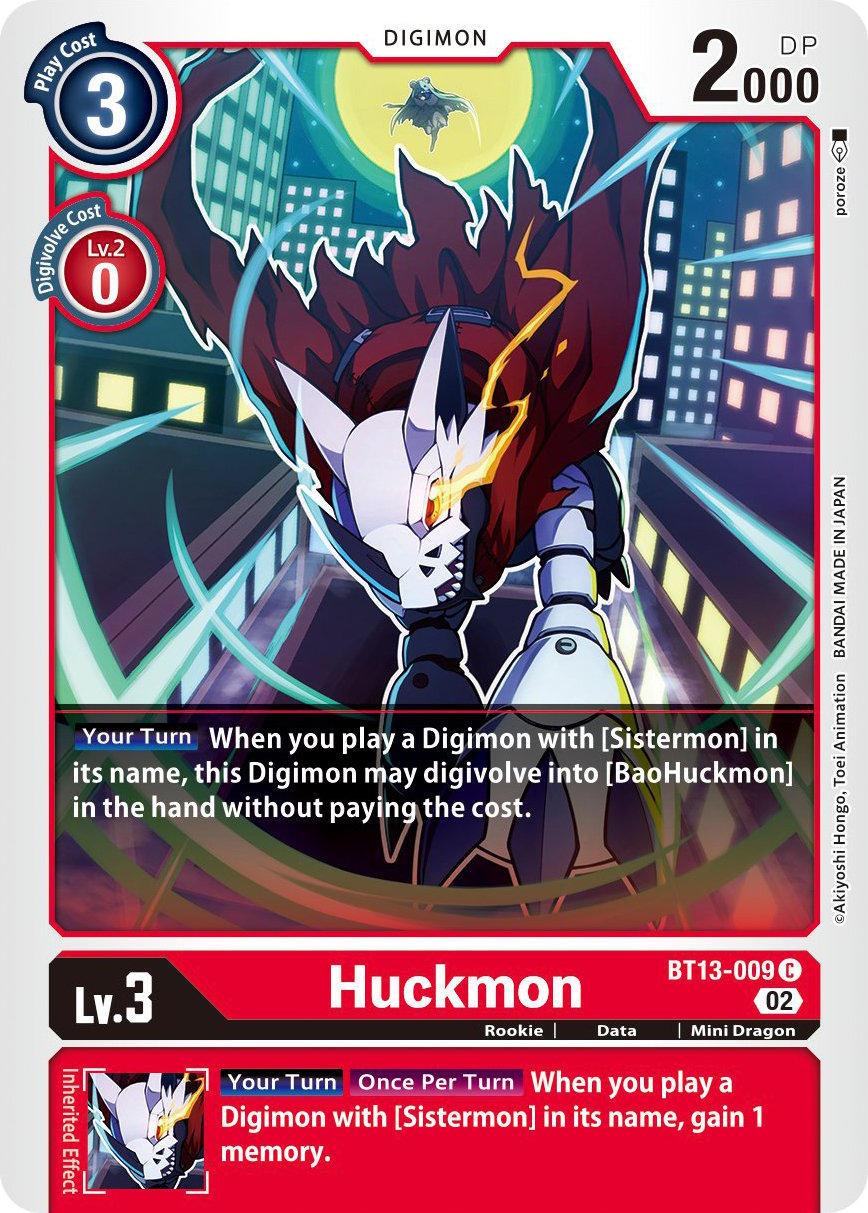 Play Cost
3
DIGIMON
DP
2000
Digivolve Cost
Lv.2
0
poroze
Your Turn When you play a Digimon with [Sistermon] in
its name, this Digimon may digivolve into [BaoHuckmon]
in the hand without paying the cost.
©Akiyoshi Hongo, Toei Animation BANDAI MADE IN JAPAN
Lv.3
Huckmon
BT13-009 C
02
Rookie | Data | Mini Dragon
Inherited Effect
Your Turn Once Per Turn When you play a
Digimon with [Sistermon] in its name, gain 1
memory.